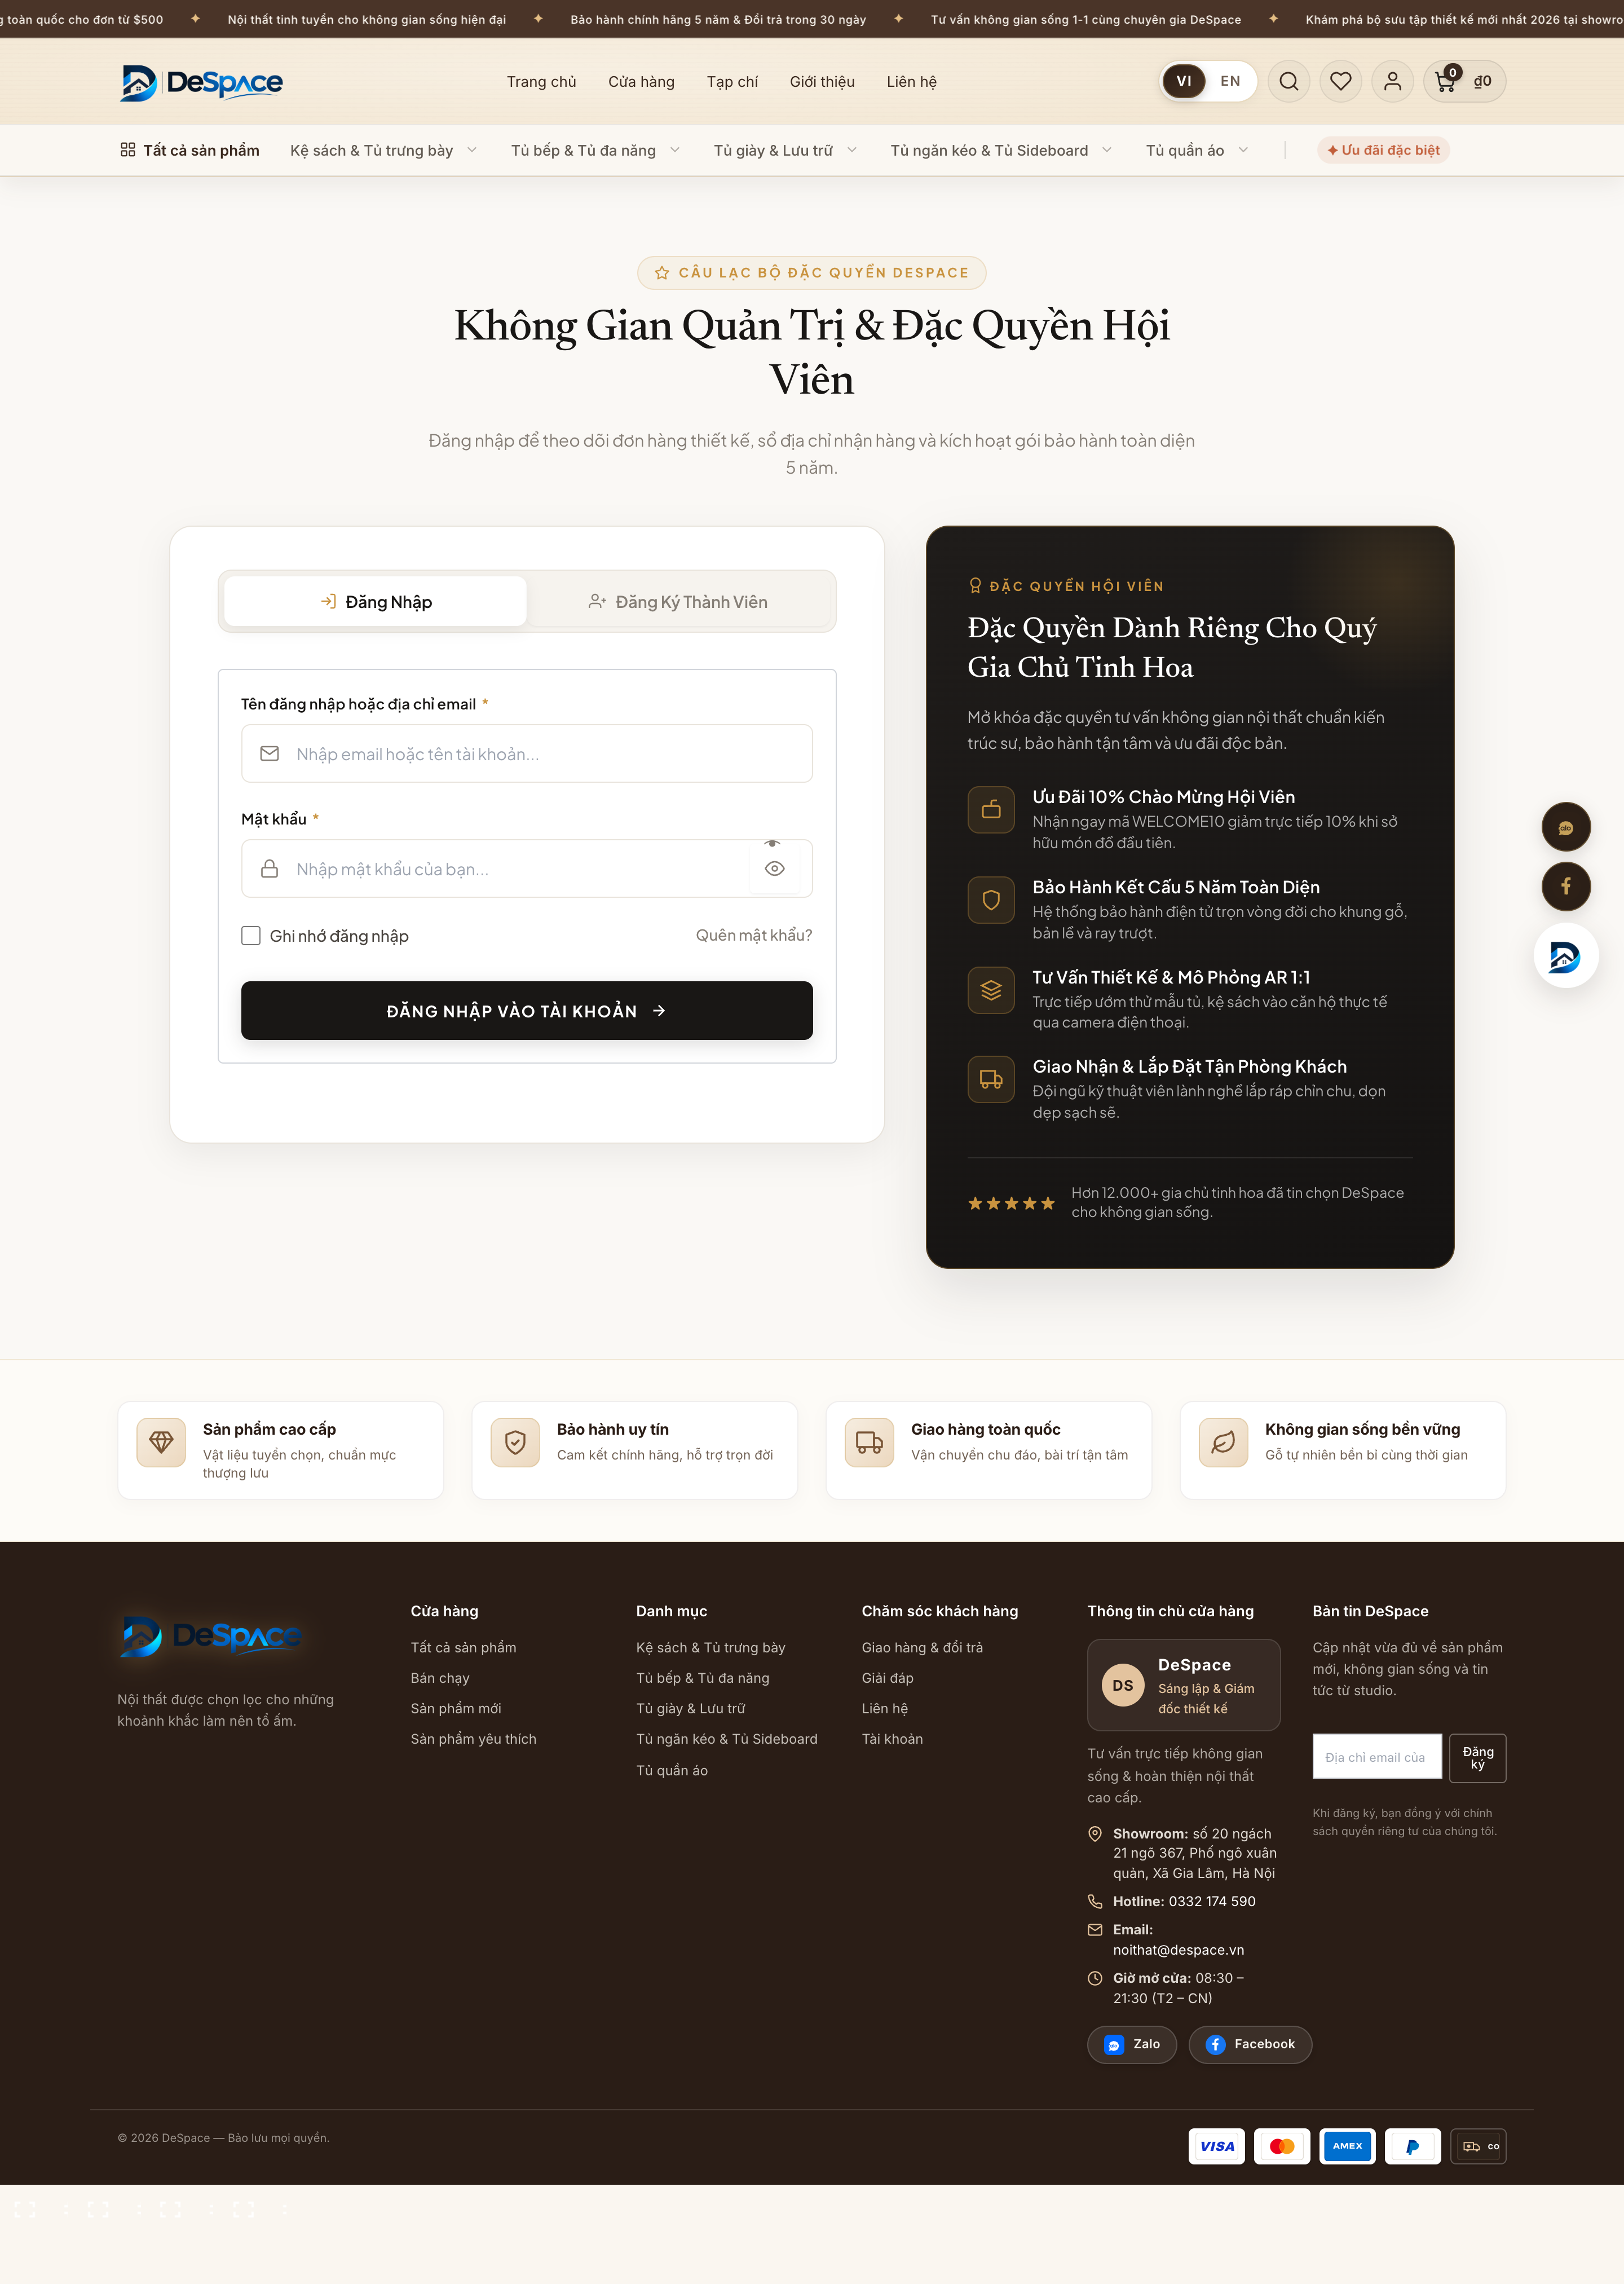 g toàn quốc cho đơn từ $500 ✦ Nội thất tinh tuyển cho không gian sống hiện đại ✦ Bảo hành chính hãng 5 năm & Đổi trả trong 30 ngày ✦ Tư vấn không gian sống 1-1 cùng chuyên gia DeSpace ✦ Khám phá bộ sưu tập thiết kế mới nhất 2026 tại showro
DeSpace
Trang chủ Cửa hàng Tạp chí Giới thiệu Liên hệ
VI EN
0
₫0
Tất cả sản phẩm Kệ sách & Tủ trưng bày Tủ bếp & Tủ đa năng Tủ giày & Lưu trữ Tủ ngăn kéo & Tủ Sideboard Tủ quần áo ✦ Ưu đãi đặc biệt
CÂU LẠC BỘ ĐẶC QUYỀN DESPACE
Không Gian Quản Trị & Đặc Quyền Hội
Viên
Đăng nhập để theo dõi đơn hàng thiết kế, sổ địa chỉ nhận hàng và kích hoạt gói bảo hành toàn diện
5 năm.
Đăng Nhập
Đăng Ký Thành Viên
Tên đăng nhập hoặc địa chỉ email *
Nhập email hoặc tên tài khoản...
Mật khẩu *
Nhập mật khẩu của bạn...
Ghi nhớ đăng nhập
Quên mật khẩu?
ĐĂNG NHẬP VÀO TÀI KHOẢN
ĐẶC QUYỀN HỘI VIÊN
Đặc Quyền Dành Riêng Cho Quý
Gia Chủ Tinh Hoa
Mở khóa đặc quyền tư vấn không gian nội thất chuẩn kiến
trúc sư, bảo hành tận tâm và ưu đãi độc bản.
Ưu Đãi 10% Chào Mừng Hội Viên
Nhận ngay mã WELCOME10 giảm trực tiếp 10% khi sở
hữu món đồ đầu tiên.
Bảo Hành Kết Cấu 5 Năm Toàn Diện
Hệ thống bảo hành điện tử trọn vòng đời cho khung gỗ,
bản lề và ray trượt.
Tư Vấn Thiết Kế & Mô Phỏng AR 1:1
Trực tiếp ướm thử mẫu tủ, kệ sách vào căn hộ thực tế
qua camera điện thoại.
Giao Nhận & Lắp Đặt Tận Phòng Khách
Đội ngũ kỹ thuật viên lành nghề lắp ráp chỉn chu, dọn
dẹp sạch sẽ.
★★★★★
Hơn 12.000+ gia chủ tinh hoa đã tin chọn DeSpace
cho không gian sống.
Sản phẩm cao cấp
Vật liệu tuyển chọn, chuẩn mực
thượng lưu
Bảo hành uy tín
Cam kết chính hãng, hỗ trợ trọn đời
Giao hàng toàn quốc
Vận chuyển chu đáo, bài trí tận tâm
Không gian sống bền vững
Gỗ tự nhiên bền bỉ cùng thời gian
DeSpace
Nội thất được chọn lọc cho những
khoảnh khắc làm nên tổ ấm.
Cửa hàng
Tất cả sản phẩm
Bán chạy
Sản phẩm mới
Sản phẩm yêu thích
Danh mục
Kệ sách & Tủ trưng bày
Tủ bếp & Tủ đa năng
Tủ giày & Lưu trữ
Tủ ngăn kéo & Tủ Sideboard
Tủ quần áo
Chăm sóc khách hàng
Giao hàng & đổi trả
Giải đáp
Liên hệ
Tài khoản
Thông tin chủ cửa hàng
DS
DeSpace
Sáng lập & Giám
đốc thiết kế
Tư vấn trực tiếp không gian
sống & hoàn thiện nội thất
cao cấp.
Showroom: số 20 ngách
21 ngõ 367, Phố ngô xuân
quản, Xã Gia Lâm, Hà Nội
Hotline: 0332 174 590
Email:
noithat@despace.vn
Giờ mở cửa: 08:30 –
21:30 (T2 – CN)
Zalo
Facebook
Bản tin DeSpace
Cập nhật vừa đủ về sản phẩm
mới, không gian sống và tin
tức từ studio.
Địa chỉ email của
Đăng
ký
Khi đăng ký, bạn đồng ý với chính
sách quyền riêng tư của chúng tôi.
© 2026 DeSpace — Bảo lưu mọi quyền.
VISA
AMEX
CO